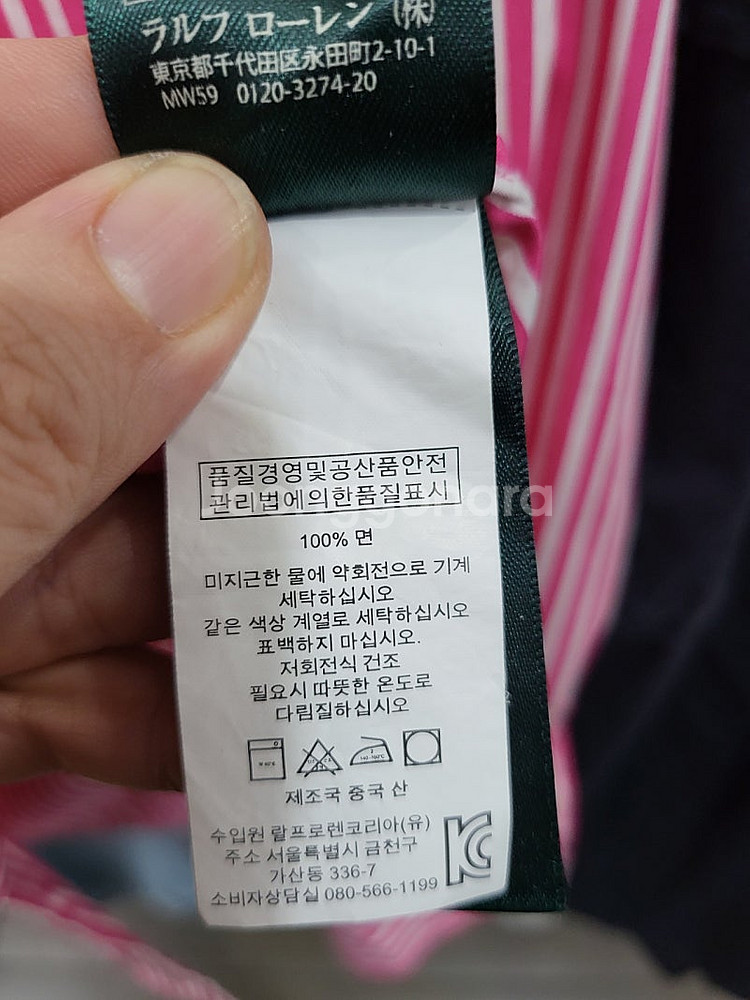 ラルフ ローレン (株)
東京都千代田区永田町2-10-1
MW59 0120-3274-20
품질경영및공산품안전
관리법에의한품질표시
100% 면
미지근한 물에 약회전으로 기계
세탁하십시오
같은 색상 계열로 세탁하십시오
표백하지 마십시오.
저회전식 건조
필요시 따뜻한 온도로
다림질하십시오
제조국 중국 산
수입원 랄프로렌코리아(유)
주소 서울특별시 금천구
가산동 336-7
소비자상담실 080-566-1199